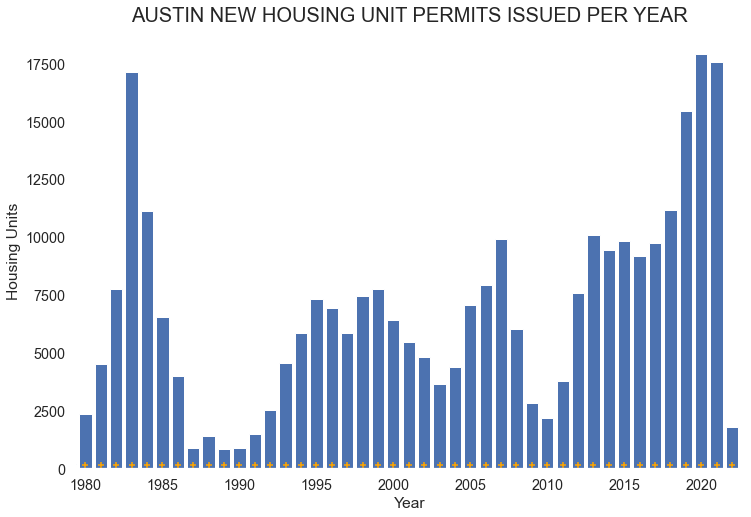 AUSTIN NEW HOUSING UNIT PERMITS ISSUED PER YEAR
17500
15000
12500
10000
7500
5000
2500
0
Housing Units
1980 1985 1990 1995 2000 2005 2010 2015 2020
Year